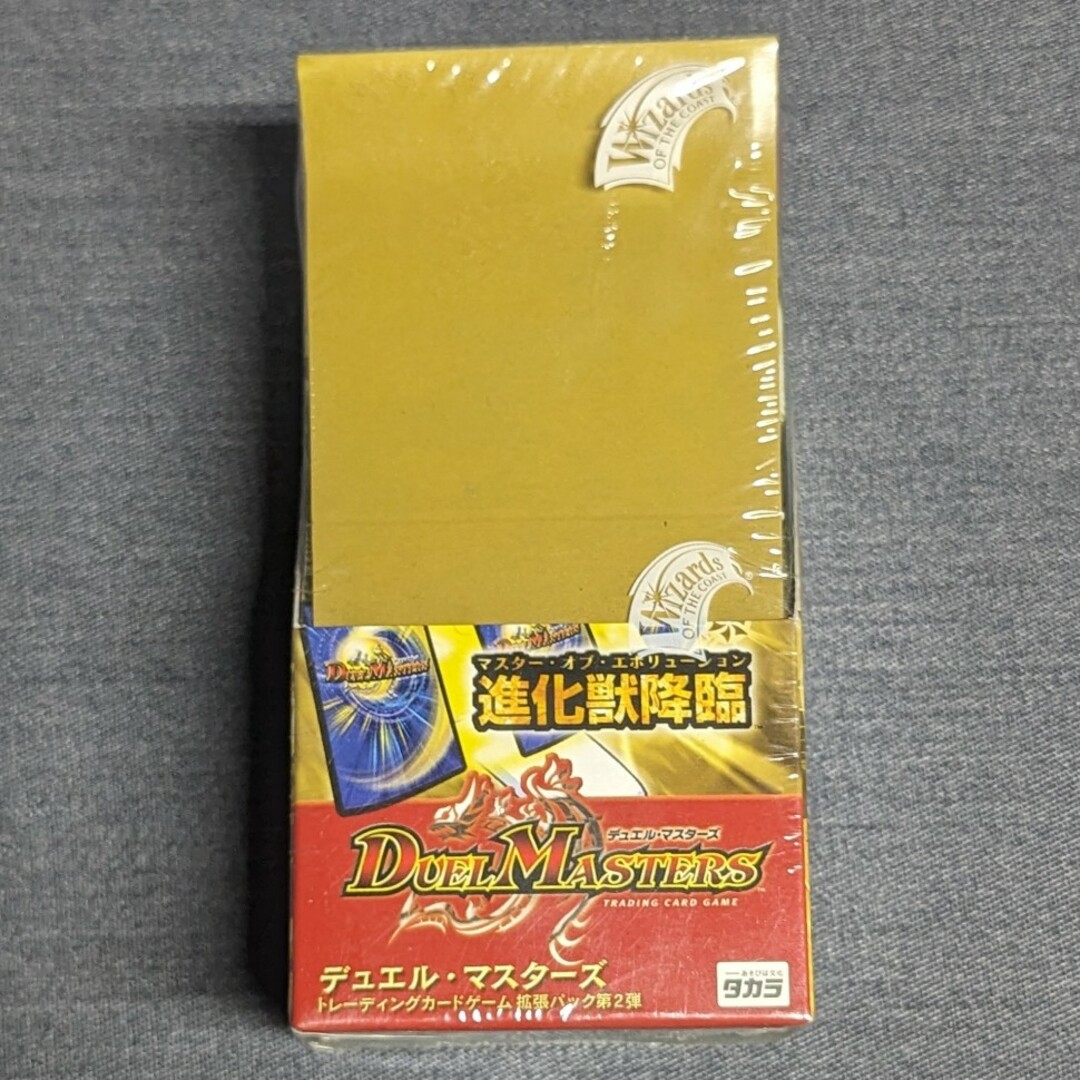 Wizards
OF THE COAST
Wizards
OF THE COAST
DUEL MASTERS
DUEL MASTERS
マスター・オブ・エボリューション
進化獣降臨
デュエル・マスターズ
DUEL MASTERS
TRADING CARD GAME
デュエル・マスターズ
トレーディングカードゲーム 拡張パック第2弾
あそびは文化
タカラ